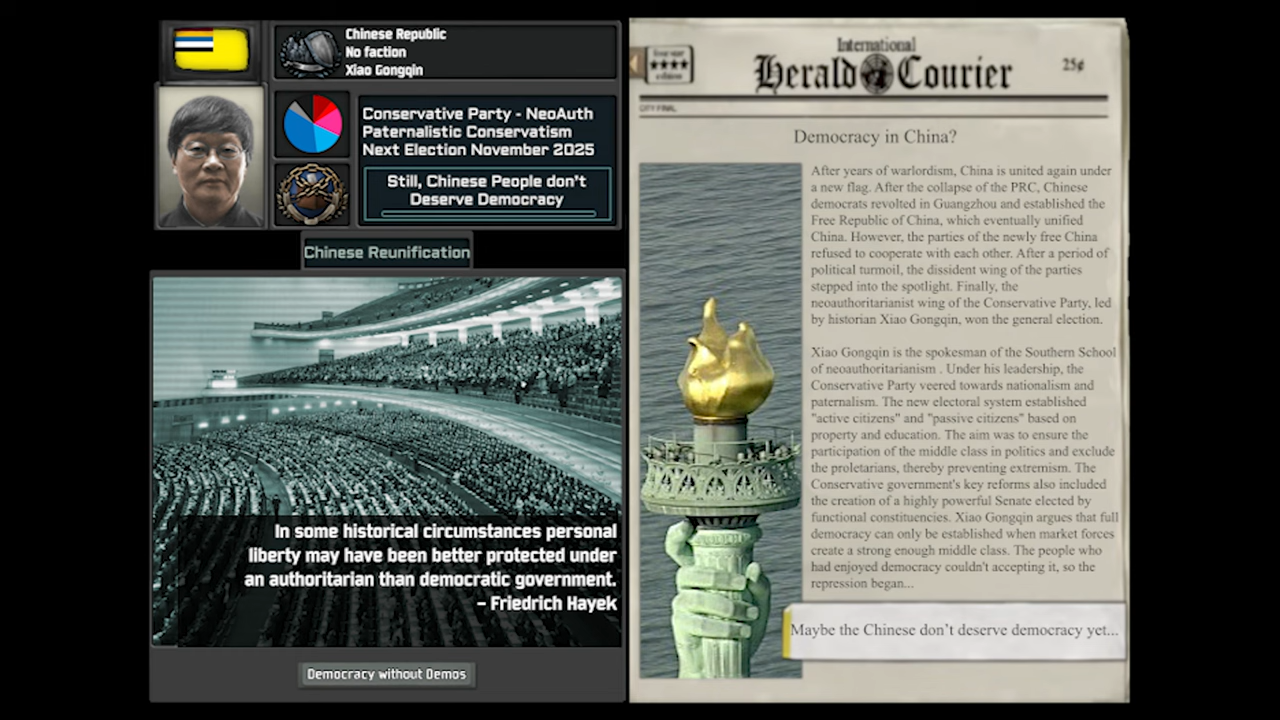 Chinese Republic
No faction
Xiao Gongqin
Conservative Party - NeoAuth
Paternalistic Conservatism
Next Election November 2025
Still, Chinese People don't
Deserve Democracy
Chinese Reunification
In some historical circumstances personal
liberty may have been better protected under
an authoritarian than democratic government.
– Friedrich Hayek
Democracy without Demos
International
Herald Courier
25¢
CITY FINAL
Democracy in China?
After years of warlordism, China is united again under
a new flag. After the collapse of the PRC, Chinese
democrats revolted in Guangzhou and established the
Free Republic of China, which eventually unified
China. However, the parties of the newly free China
refused to cooperate with each other. After a period of
political turmoil, the dissident wing of the parties
stepped into the spotlight. Finally, the
neoauthoritarianist wing of the Conservative Party, led
by historian Xiao Gongqin, won the general election.
Xiao Gongqin is the spokesman of the Southern School
of neoauthoritarianism . Under his leadership, the
Conservative Party veered towards nationalism and
paternalism. The new electoral system established
"active citizens" and "passive citizens" based on
property and education. The aim was to ensure the
participation of the middle class in politics and exclude
the proletarians, thereby preventing extremism. The
Conservative government's key reforms also included
the creation of a highly powerful Senate elected by
functional constituencies. Xiao Gongqin argues that full
democracy can only be established when market forces
create a strong enough middle class. The people who
had enjoyed democracy couldn't accepting it, so the
repression began...
Maybe the Chinese don't deserve democracy yet...